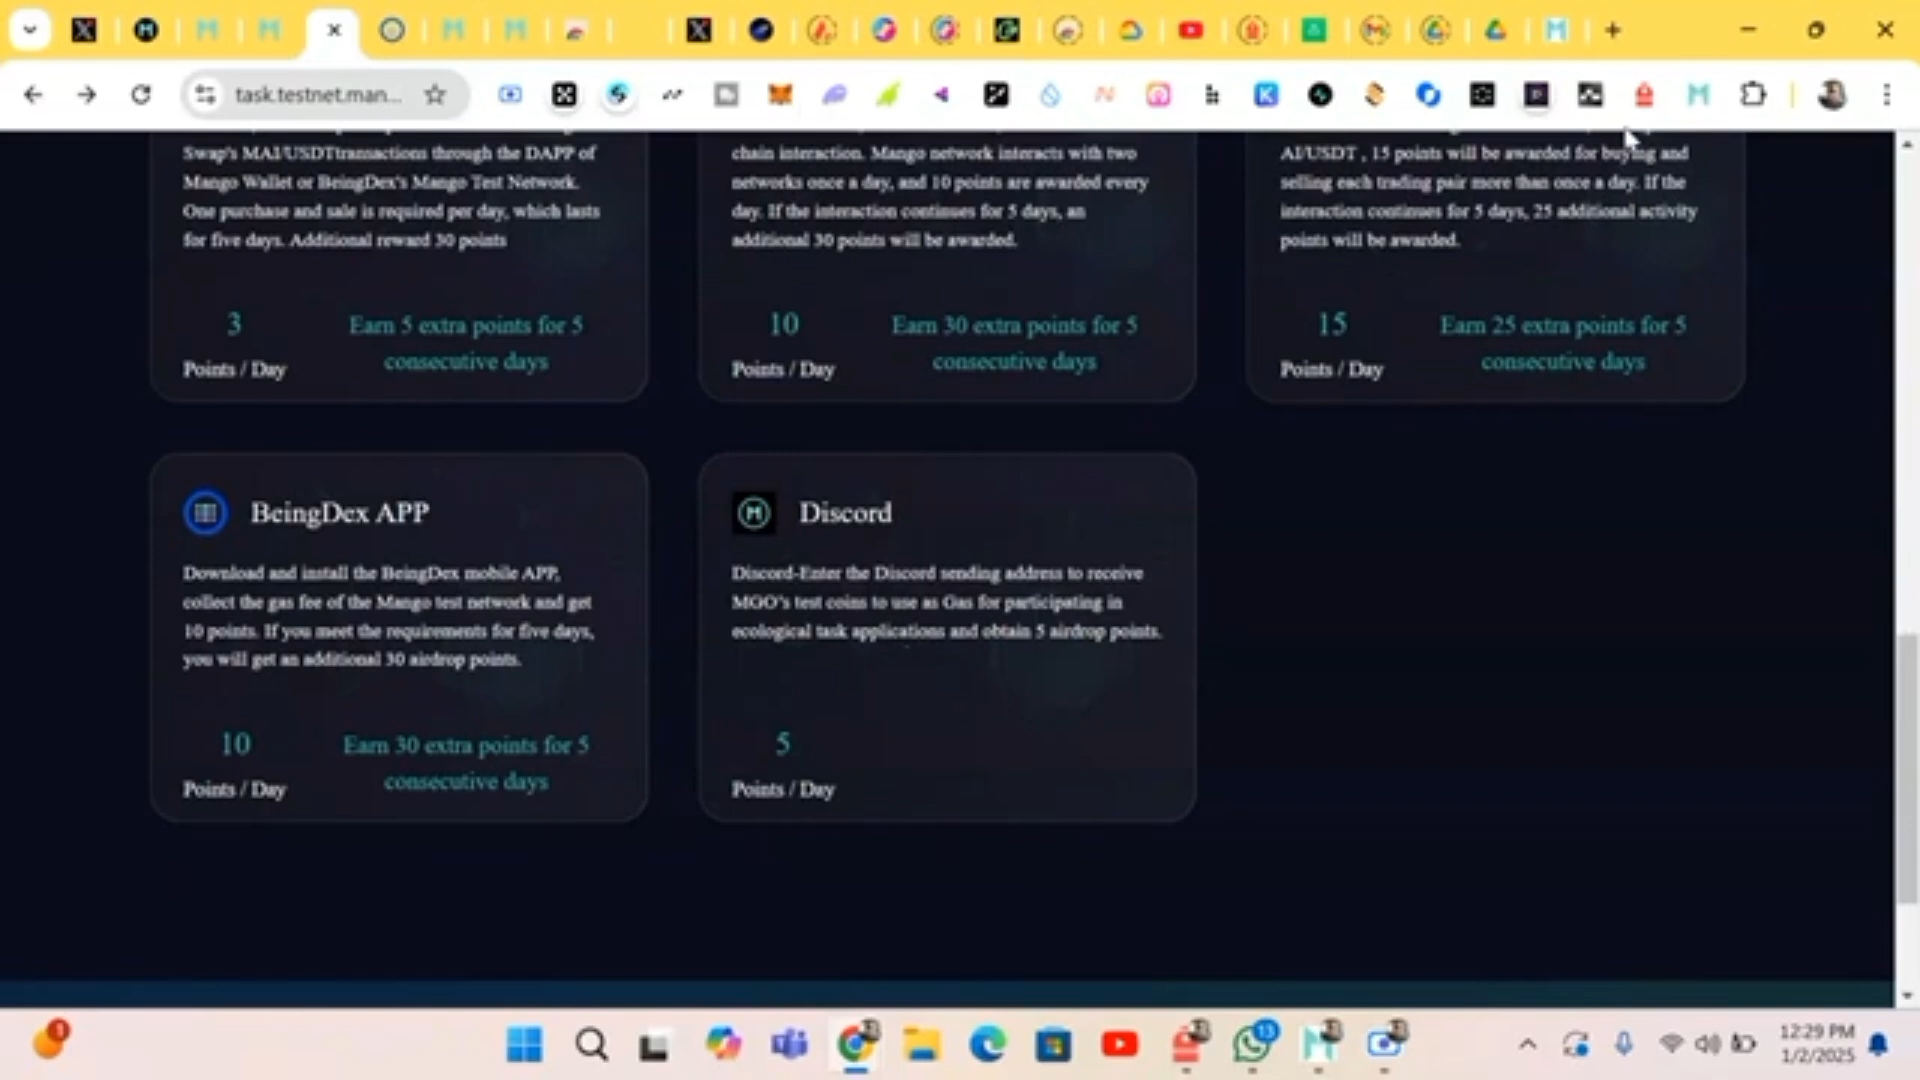 task.testnet.man...
Swap's MAI/USDTtransactions through the DAPP of
Mango Wallet or BeingDex's Mango Test Network.
One purchase and sale is required per day, which lasts
for five days. Additional reward 30 points
3
Points / Day
Earn 5 extra points for 5
consecutive days
chain interaction. Mango network interacts with two
networks once a day, and 10 points are awarded every
day. If the interaction continues for 5 days, an
additional 30 points will be awarded.
10
Points / Day
Earn 30 extra points for 5
consecutive days
AI/USDT , 15 points will be awarded for buying and
selling each trading pair more than once a day. If the
interaction continues for 5 days, 25 additional activity
points will be awarded.
15
Points / Day
Earn 25 extra points for 5
consecutive days
BeingDex APP
Download and install the BeingDex mobile APP,
collect the gas fee of the Mango test network and get
10 points. If you meet the requirements for five days,
you will get an additional 30 airdrop points.
10
Points / Day
Earn 30 extra points for 5
consecutive days
Discord
Discord-Enter the Discord sending address to receive
MGO's test coins to use as Gas for participating in
ecological task applications and obtain 5 airdrop points.
5
Points / Day
1
13
12:29 PM
1/2/2025